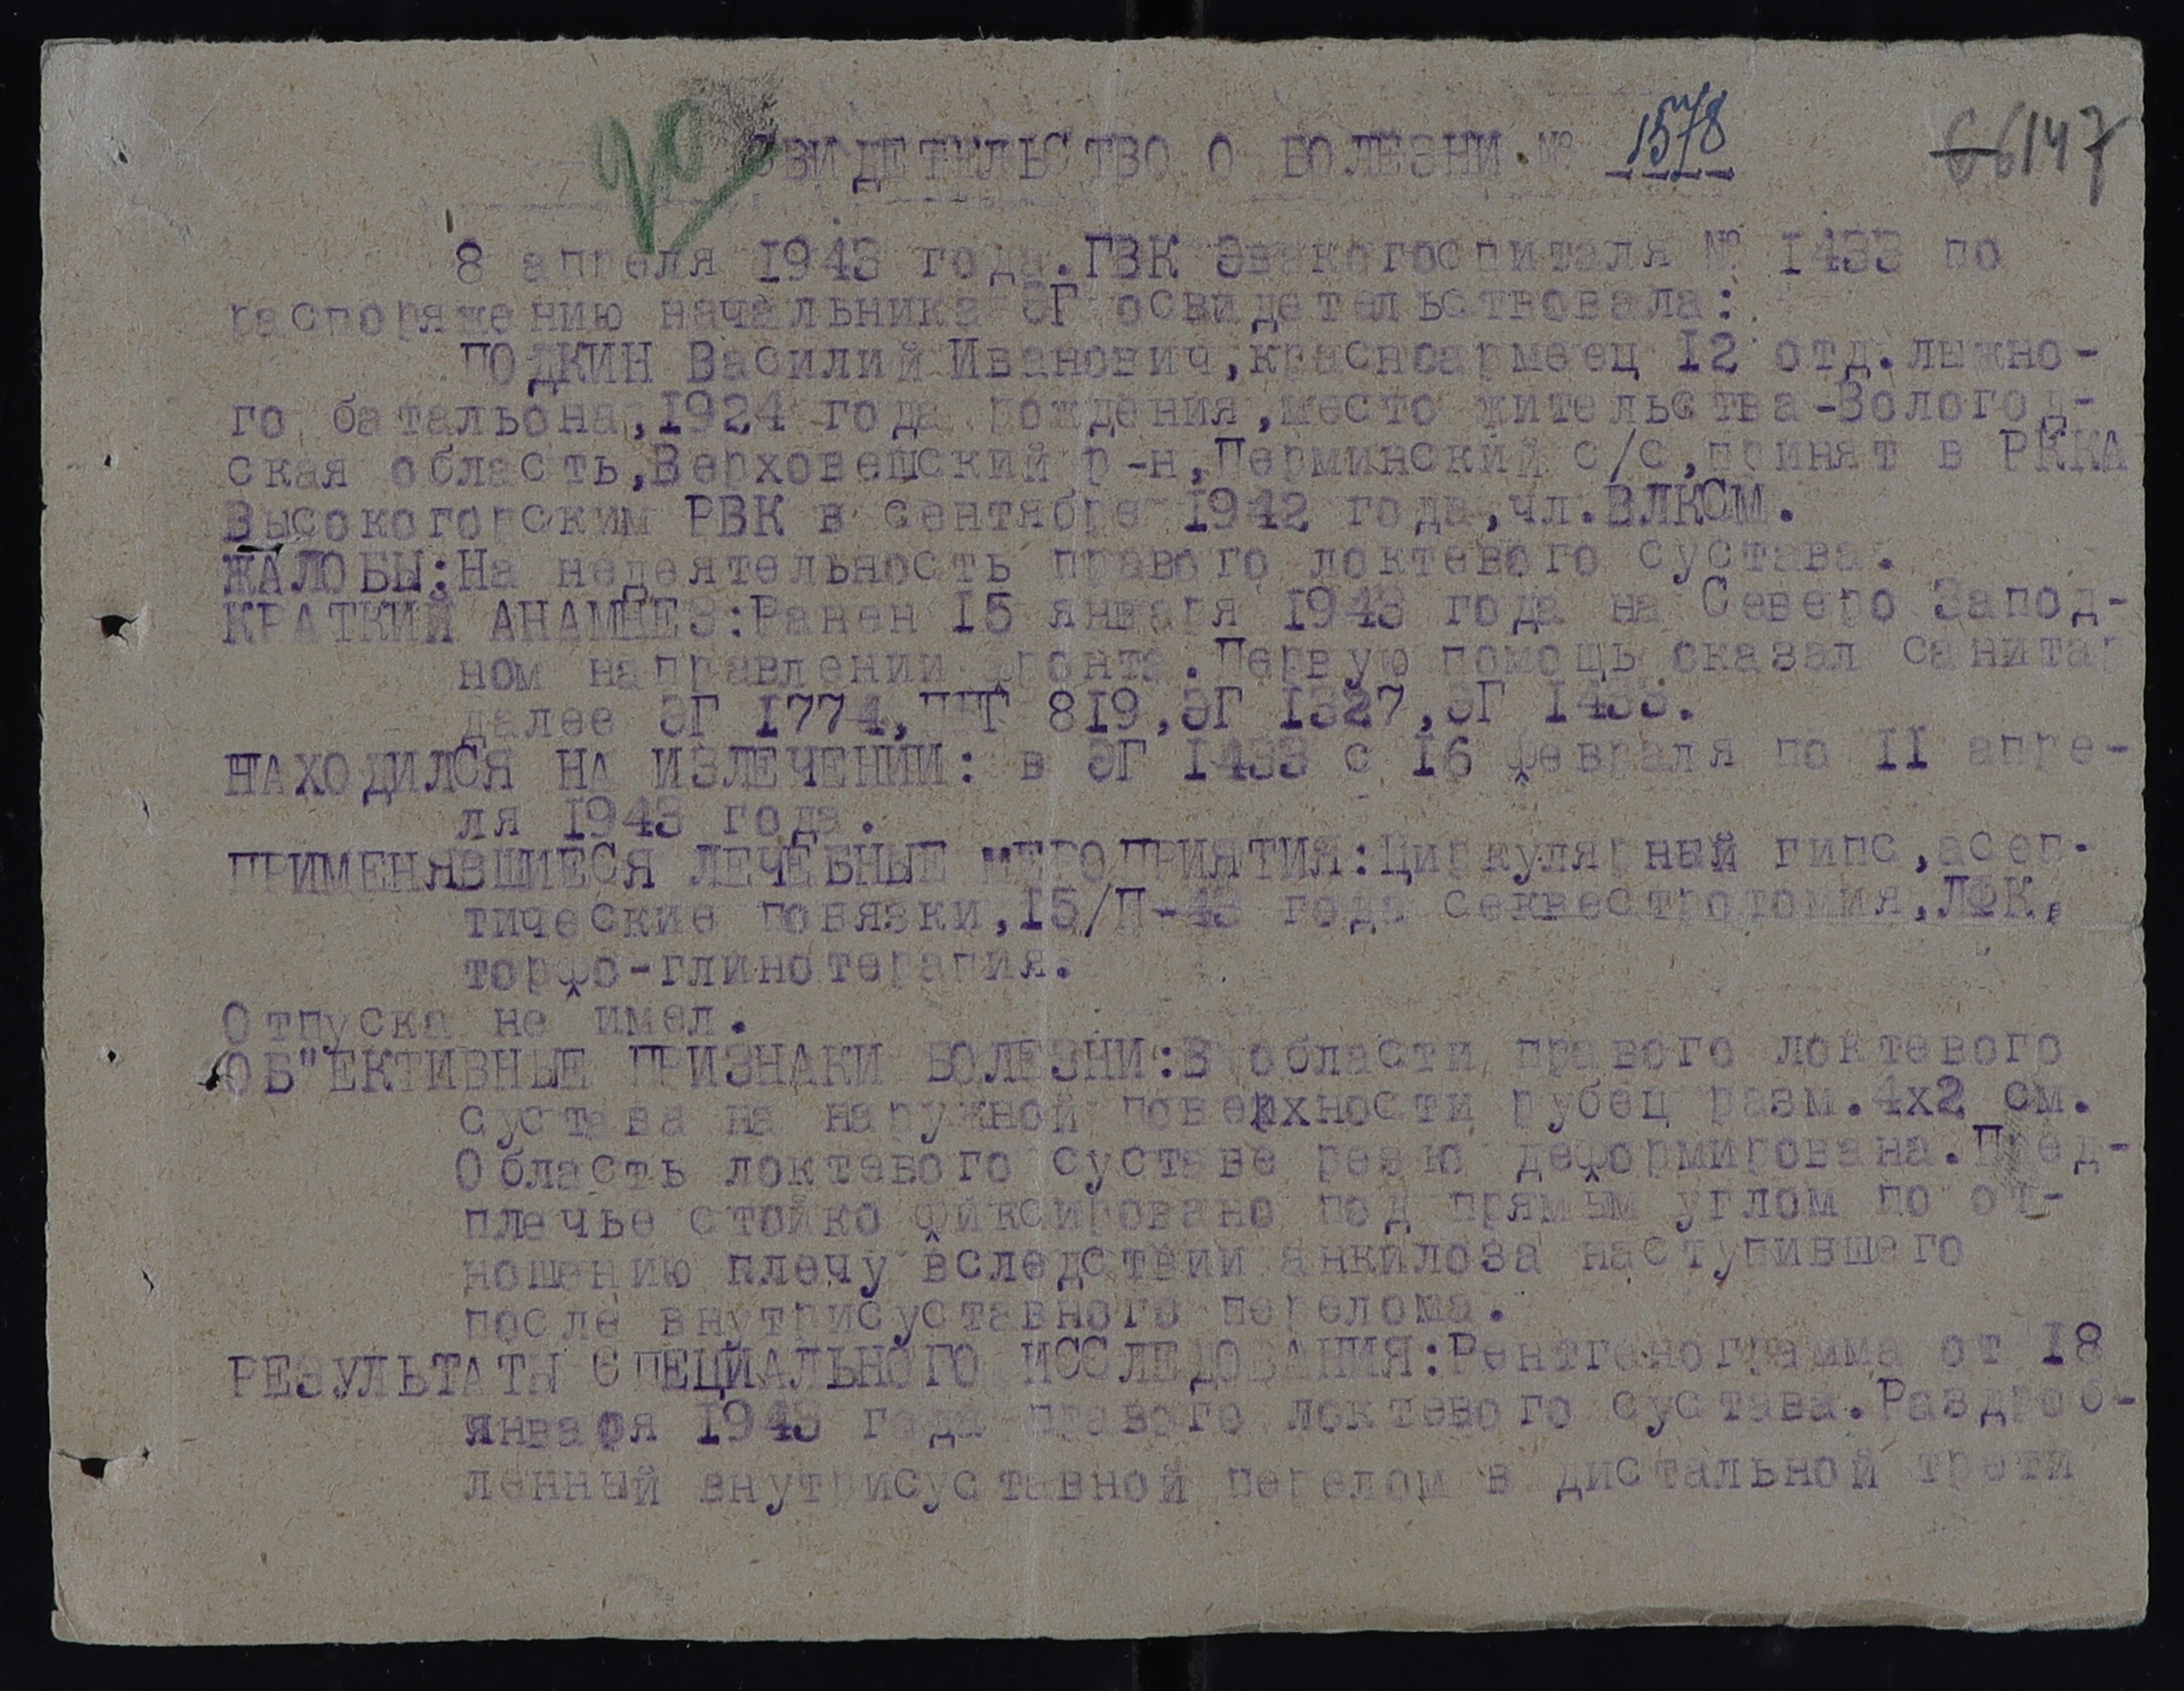 до
66 147
СВИДЕТЕЛЬСТВО О БОЛЕЗНИ № 1578
8 апреля 1943 года.ГВК Эвакогоспиталя № 1433 по
распоряжению начальника ЭГ освидетельствовала:
ПОДКИН Василий Иванович,красноармеец 12 отд.лыжно-
го батальона,1924 года рождения,место жительства-Вологод-
ская область,Верховешский р-н,Перминский с/с,принят в РККА
Высокогорским РВК в сентябре 1942 года,чл.ВЛКСМ.
ЖАЛОБЫ:На недеятельность правого локтевого сустава.
КРАТКИЙ АНАМНЕЗ:Ранен 15 января 1943 года на Северо Запод-
ном направлении фронта.Первую помощь оказал санитар
далее ЭГ 1774, 819,ЭГ 1327,ЭГ 1433.
НАХОДИЛСЯ НА ИЗЛЕЧЕНИИ: в ЭГ 1433 с 16 февраля по II апре-
ля 1943 года.
ПРИМЕНЯВШИЕСЯ ЛЕЧЕБНЫЕ МЕРОПРИЯТИЯ:Циркулярный гипс,асеп-
тические повязки,15/П-43 года секвестротомия,ЛФК,
торфо-глинотерапия.
Отпуска не имел.
ОБ"ЕКТИВНЫЕ ПРИЗНАКИ БОЛЕЗНИ:В области правого локтевого
сустава на наружной поверхности рубец разм.4х2 см.
Область локтевого суставе резко деформирована.Пред-
плечье стойко фиксировано под прямым углом по от-
ношению плечу вследствии анкилоза наступившего
после внутрисуставного перелома.
РЕЗУЛЬТАТЫ СПЕЦИАЛЬНОГО ИССЛЕДОВАНИЯ:Рентгенограмма от 18
января 1943 года правого локтевого сустава.Раздроб-
ленный внутрисуставной перелом в дистальной трети